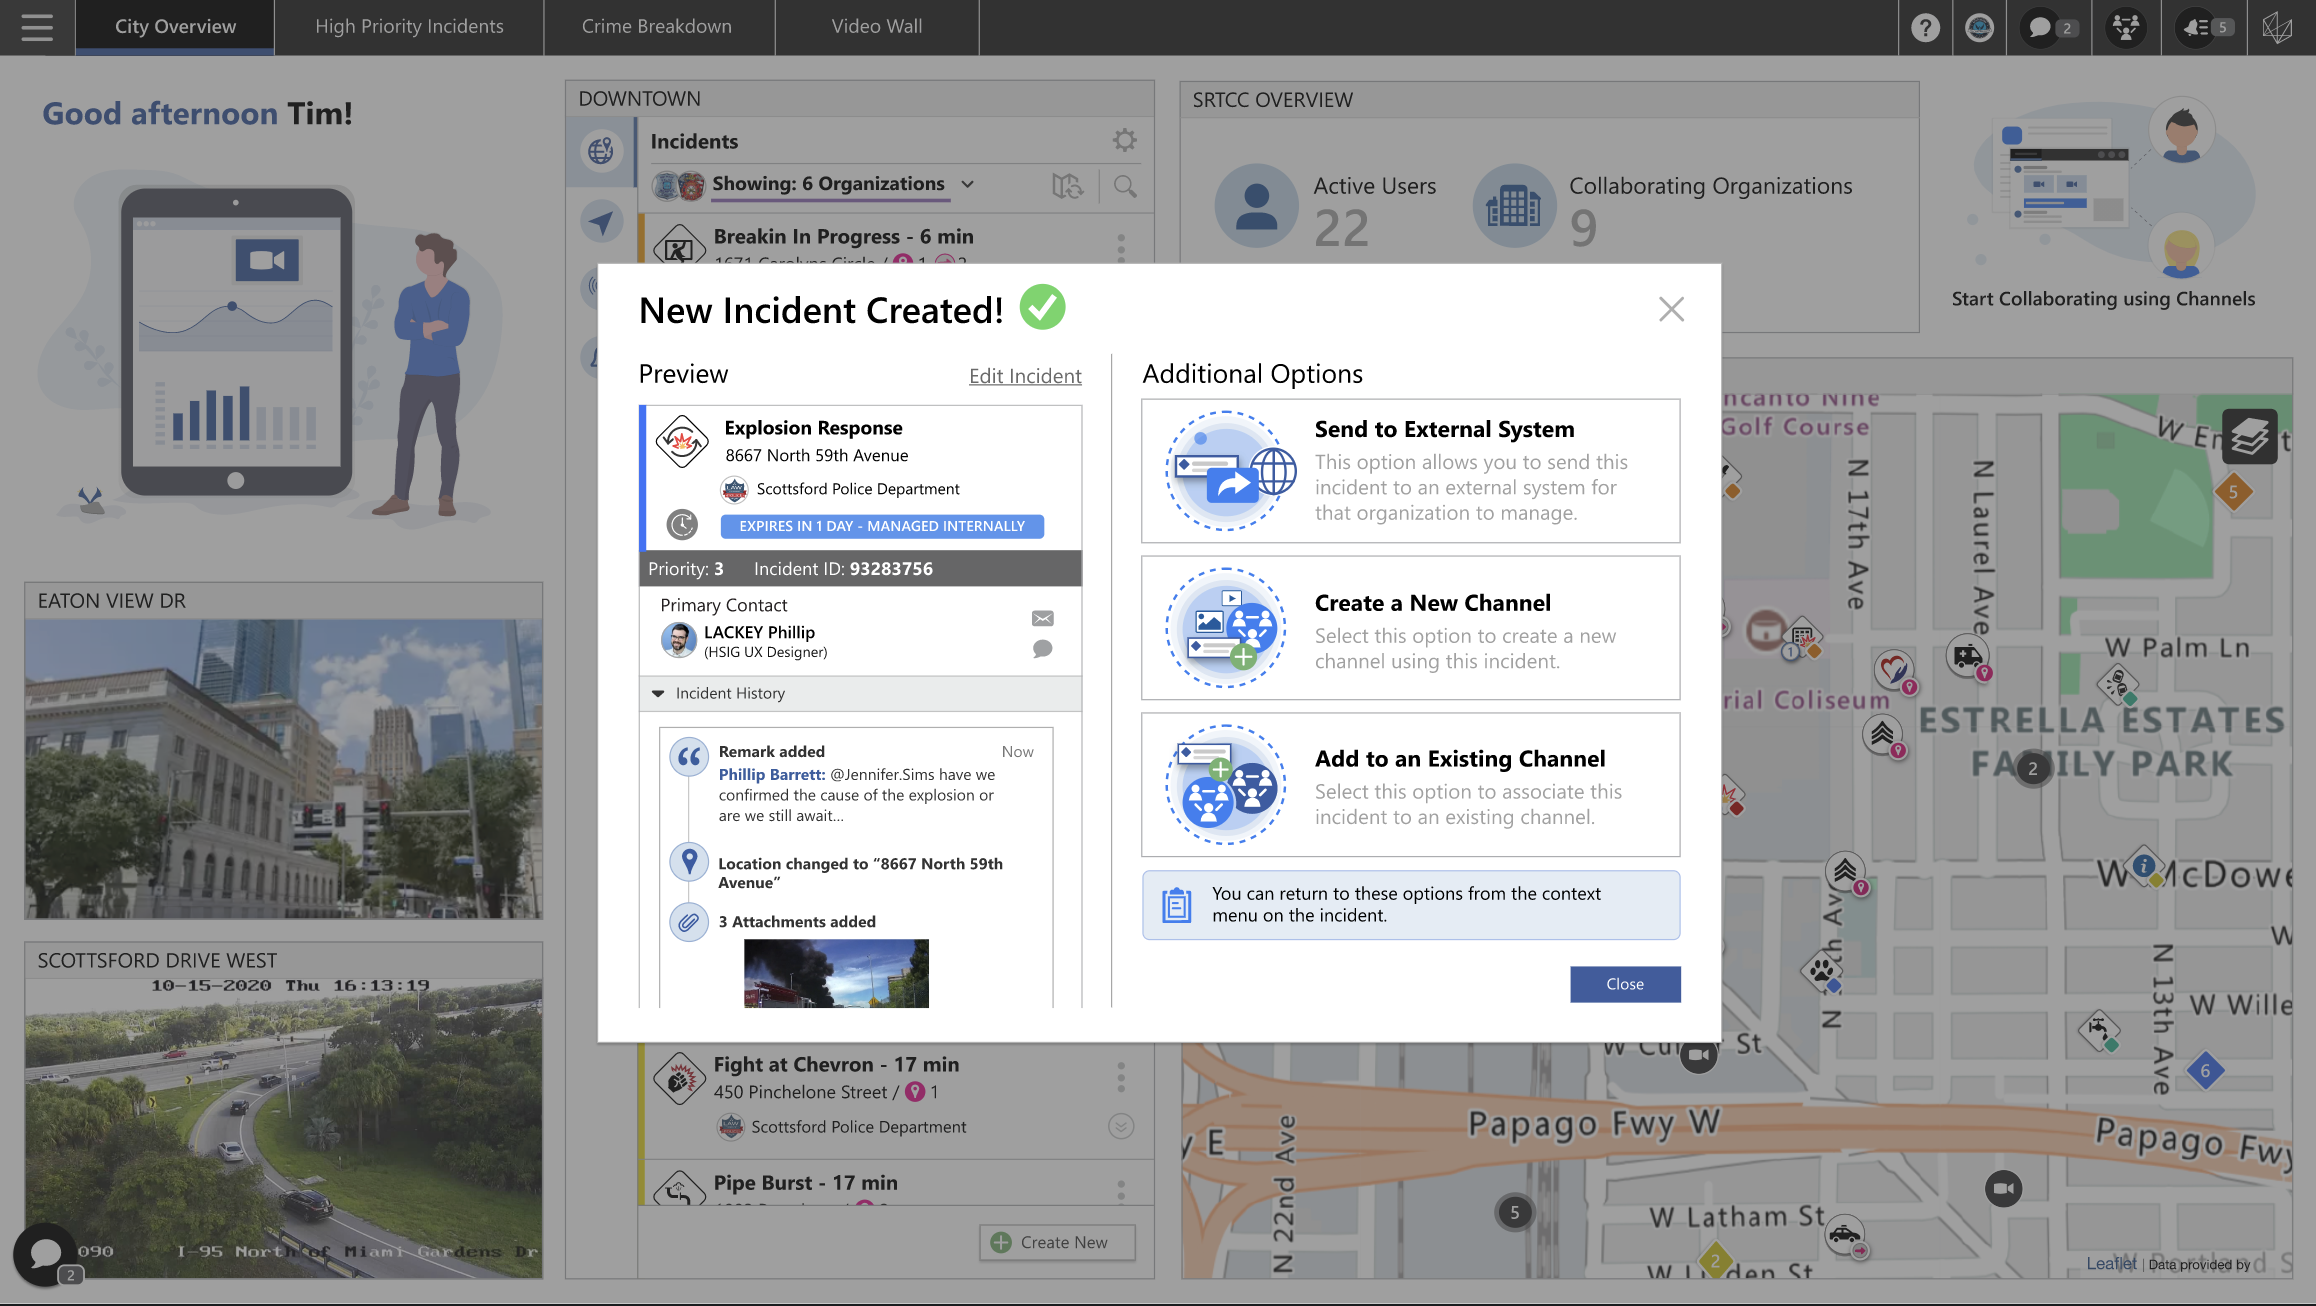 City Overview
High Priority Incidents
Crime Breakdown
Video Wall
?
2
5
Good afternoon Tim!
DOWNTOWN
Incidents
Showing: 6 Organizations
Breakin In Progress - 6 min
SRTCC OVERVIEW
Active Users
22
Collaborating Organizations
9
Start Collaborating using Channels
New Incident Created!
Preview
Edit Incident
Explosion Response
8667 North 59th Avenue
Scottsford Police Department
EXPIRES IN 1 DAY - MANAGED INTERNALLY
Priority: 3
Incident ID: 93283756
Primary Contact
LACKEY Phillip
(HSIG UX Designer)
Incident History
Remark added
Now
Phillip Barrett: @Jennifer.Sims have we
confirmed the cause of the explosion or
are we still await...
Location changed to “8667 North 59th
Avenue”
3 Attachments added
Additional Options
Send to External System
This option allows you to send this
incident to an external system for
that organization to manage.
Create a New Channel
Select this option to create a new
channel using this incident.
Add to an Existing Channel
Select this option to associate this
incident to an existing channel.
You can return to these options from the context
menu on the incident.
Close
EATON VIEW DR
SCOTTSFORD DRIVE WEST
10-15-2020 Thu 16:13:19
090
I-95 North of Miami Gardens Dr
2
Fight at Chevron - 17 min
450 Pinchelone Street / 1
Scottsford Police Department
Pipe Burst - 17 min
Create New
ncanto Nine
Golf Course
N 17th Ave
N Laurel Ave
5
1
W Palm Ln
rial Coliseum
ESTRELLA ESTATES
FAMILY PARK
2
W McDowe
N 13th Ave
W Wille
6
Papago Fwy W
Papago Fwy
N 22nd Ave
5
W Latham St
2
W Linden St
Leaflet | Data provided by